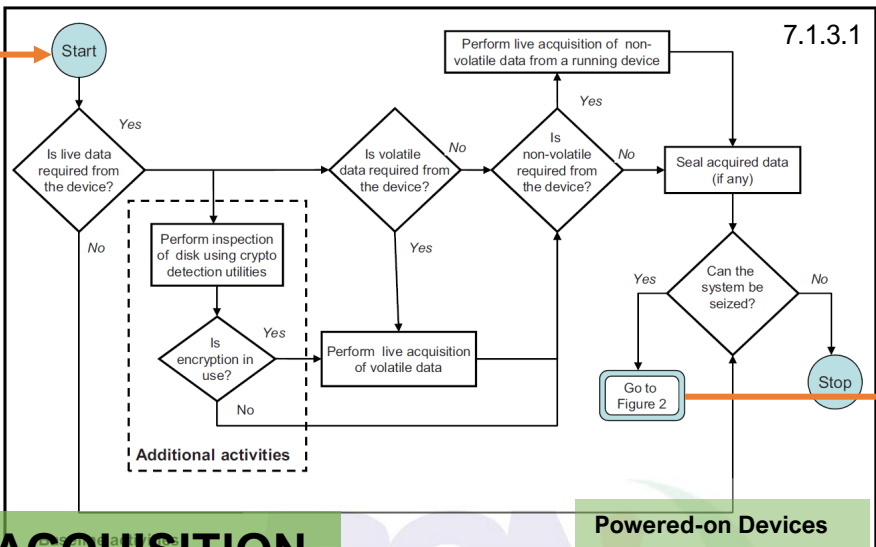 7.1.3.1
Start
Perform live acquisition of non-
volatile data from a running device
Yes
Yes
Is live data
required from
the device?
Is volatile
data required from
the device?
No
Is
non-volatile
required from
the device?
No
Seal acquired data
(if any)
No
Perform inspection
of disk using crypto
detection utilities
Yes
Yes
Can the
system be
seized?
No
Is
encryption in
use?
Yes
Perform live acquisition
of volatile data
No
Go to
Figure 2
Stop
Additional activities
ACQUISITION
Powered-on Devices